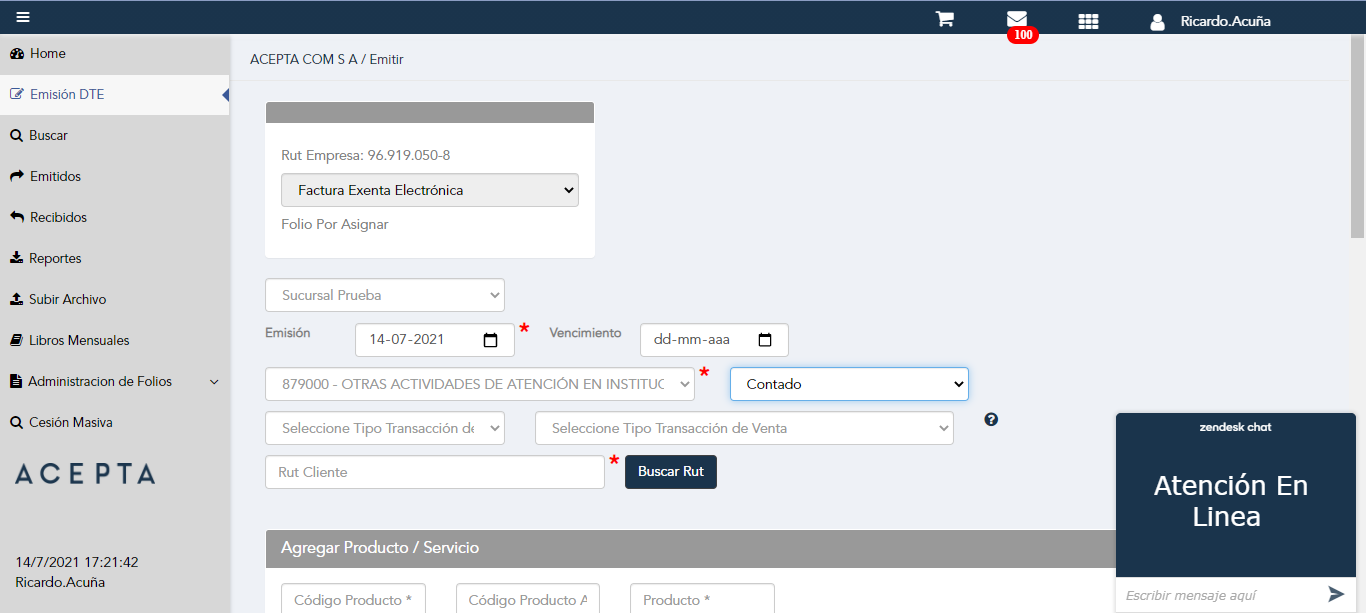 100
Ricardo.Acuña
Home
Emisión DTE
Buscar
Emitidos
Recibidos
Reportes
Subir Archivo
Libros Mensuales
Administracion de Folios
Cesión Masiva
ACEPTA
14/7/2021 17:21:42
Ricardo.Acuña
ACEPTA COM S A / Emitir
Rut Empresa: 96.919.050-8
Factura Exenta Electrónica
Folio Por Asignar
Sucursal Prueba
Emisión 14-07-2021 * Vencimiento dd-mm-aaa
879000 - OTRAS ACTIVIDADES DE ATENCIÓN EN INSTITUC * Contado
Seleccione Tipo Transacción de Seleccione Tipo Transacción de Venta ?
Rut Cliente * Buscar Rut
Agregar Producto / Servicio
Código Producto * Código Producto A Producto *
zendesk chat
Atención En
Linea
Escribir mensaje aquí